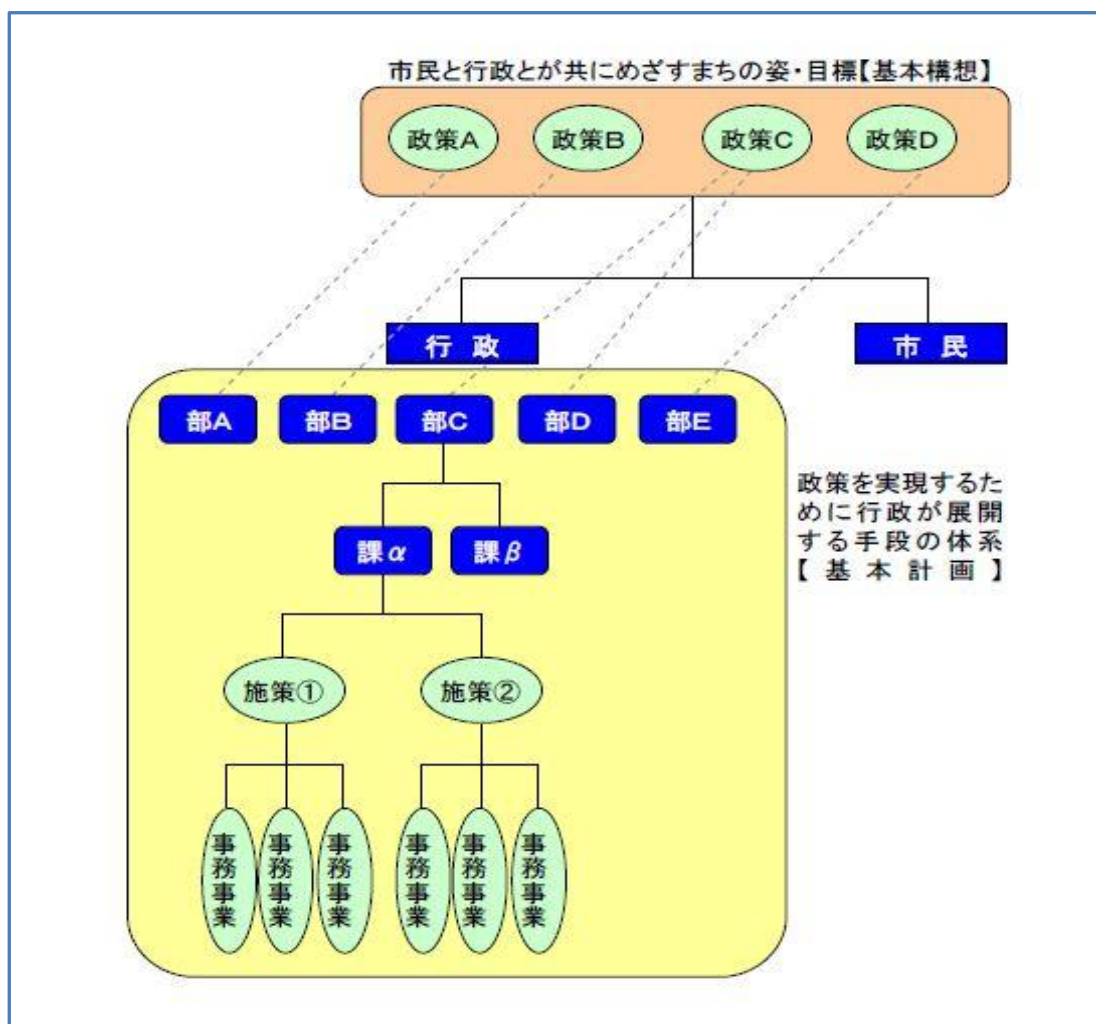 市民と行政とが共にめざすまちの姿・目標【基本構想】
政策A
政策B
政策C
政策D
行 政
市 民
部A
部B
部C
部D
部E
政策を実現するた
めに行政が展開
する手段の体系
【基本計画】
課α
課β
施策①
施策②
事務事業
事務事業
事務事業
事務事業
事務事業
事務事業